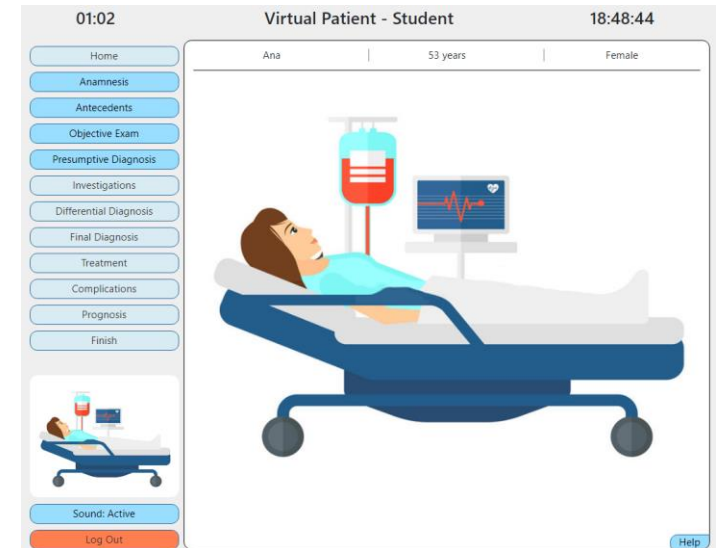 01:02 Virtual Patient - Student 18:48:44
Home
Anamnesis
Antecedents
Objective Exam
Presumptive Diagnosis
Investigations
Differential Diagnosis
Final Diagnosis
Treatment
Complications
Prognosis
Finish
Sound: Active
Log Out
Ana | 53 years | Female
Help